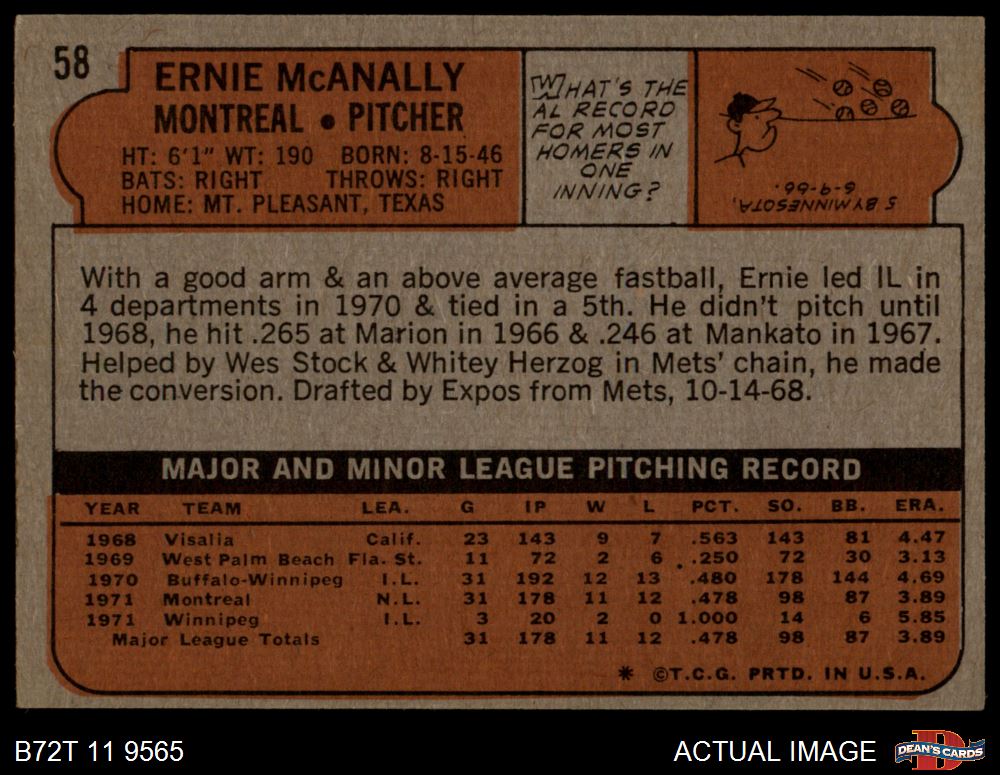 58
ERNIE McANALLY
MONTREAL • PITCHER
HT: 6'1" WT: 190 BORN: 8-15-46
BATS: RIGHT THROWS: RIGHT
HOME: MT. PLEASANT, TEXAS
WHAT'S THE
AL RECORD
FOR MOST
HOMERS IN
ONE
INNING?
5 BY MINNESOTA,
6-9-66.
With a good arm & an above average fastball, Ernie led IL in
4 departments in 1970 & tied in a 5th. He didn't pitch until
1968, he hit .265 at Marion in 1966 & .246 at Mankato in 1967.
Helped by Wes Stock & Whitey Herzog in Mets' chain, he made
the conversion. Drafted by Expos from Mets, 10-14-68.
MAJOR AND MINOR LEAGUE PITCHING RECORD
YEAR TEAM LEA. G IP W L PCT. SO. BB. ERA.
1968 Visalia Calif. 23 143 9 7 .563 143 81 4.47
1969 West Palm Beach Fla. St. 11 72 2 6 .250 72 30 3.13
1970 Buffalo-Winnipeg I.L. 31 192 12 13 .480 178 144 4.69
1971 Montreal N.L. 31 178 11 12 .478 98 87 3.89
1971 Winnipeg I.L. 3 20 2 0 1.000 14 6 5.85
Major League Totals 31 178 11 12 .478 98 87 3.89
* ©T.C.G. PRTD. IN U.S.A.
B72T 11 9565
ACTUAL IMAGE
DEAN'S CARDS